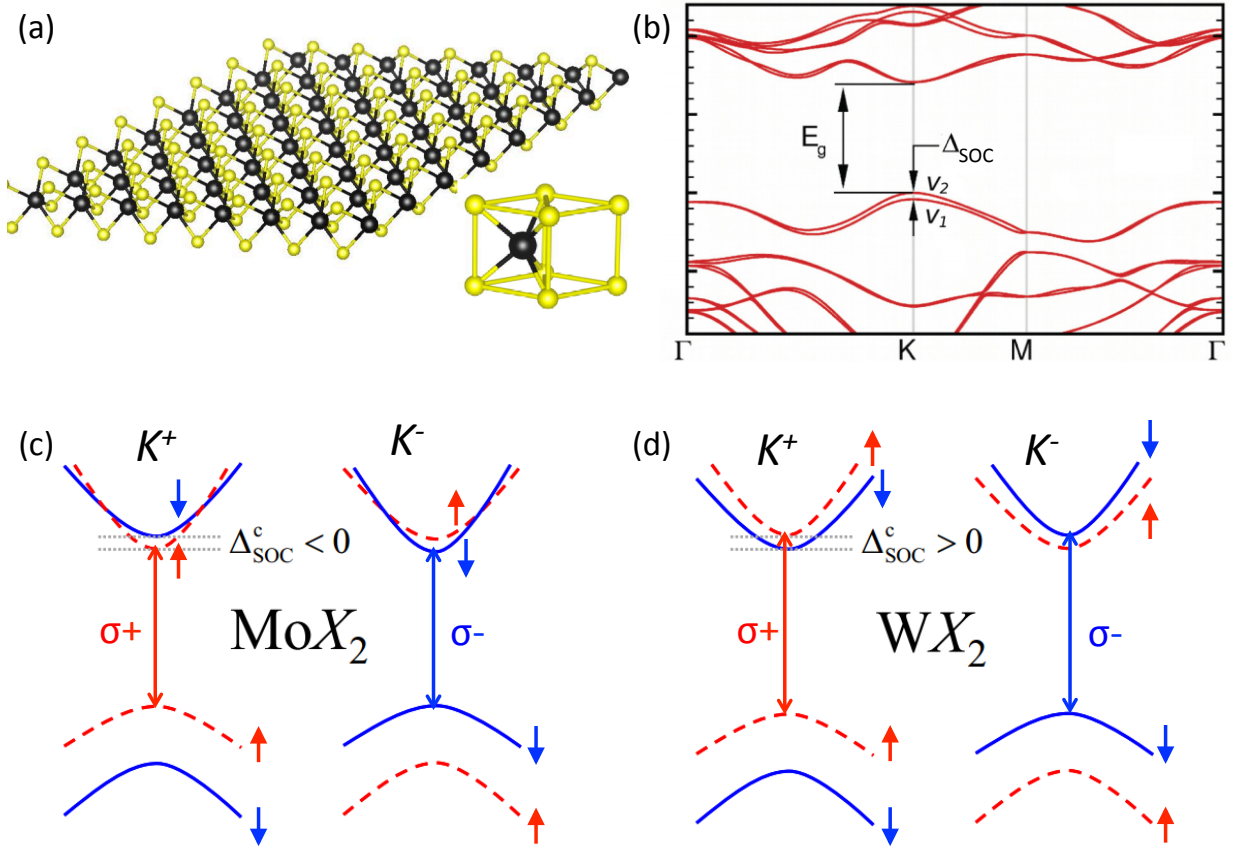 (a)
(b)
E_g
Δ_SOC
v_2
v_1
Γ K M Γ
(c)
K^+
K^-
Δ^c_SOC < 0
σ+
MoX_2
σ-
(d)
K^+
K^-
Δ^c_SOC > 0
σ+
WX_2
σ-